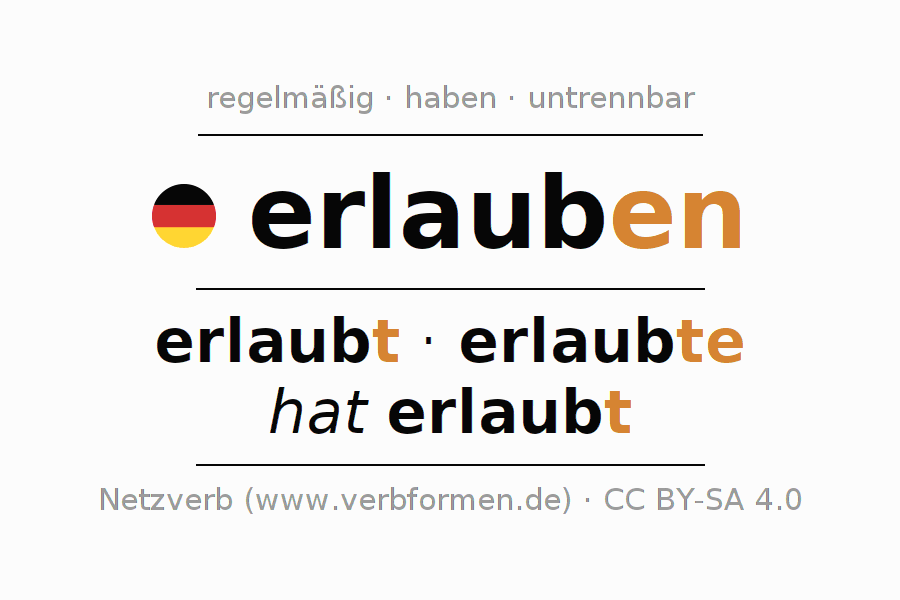 regelmäßig · haben · untrennbar
erlauben
erlaubt · erlaubte
hat erlaubt
Netzverb (www.verbformen.de) · CC BY-SA 4.0